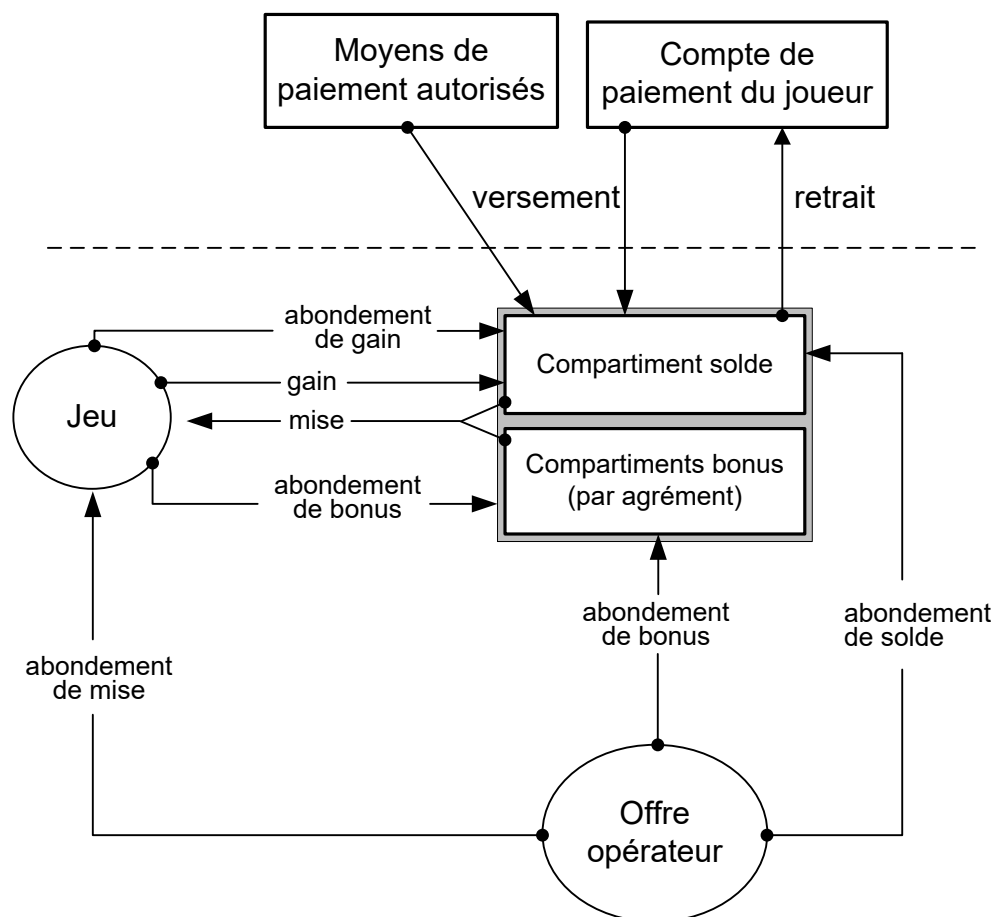 Moyens de
paiement autorisés
Compte de
paiement du joueur
versement
retrait
abondement
de gain
gain
mise
Jeu
abondement
de bonus
Compartiment solde
Compartiments bonus
(par agrément)
abondement
de bonus
abondement
de solde
abondement
de mise
Offre
opérateur